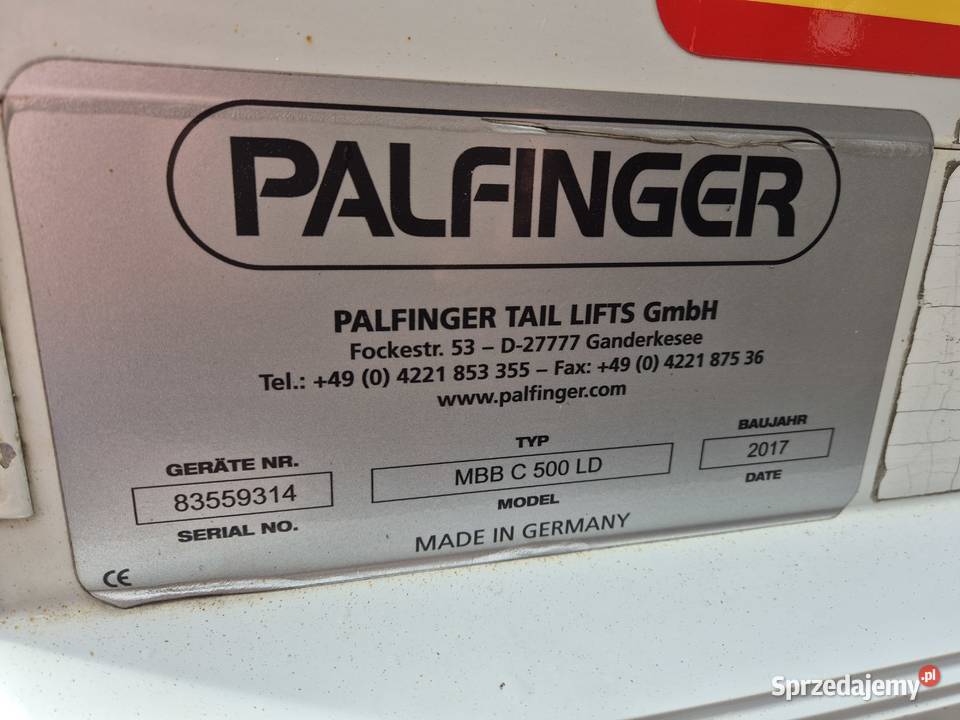 PALFINGER
PALFINGER TAIL LIFTS GmbH
Fockestr. 53 – D-27777 Ganderkesee
Tel.: +49 (0) 4221 853 355 – Fax: +49 (0) 4221 875 36
www.palfinger.com
GERÄTE NR. TYP BAUJAHR
83559314 MBB C 500 LD 2017
SERIAL NO. MODEL DATE
MADE IN GERMANY
CE
Sprzedajemy.pl